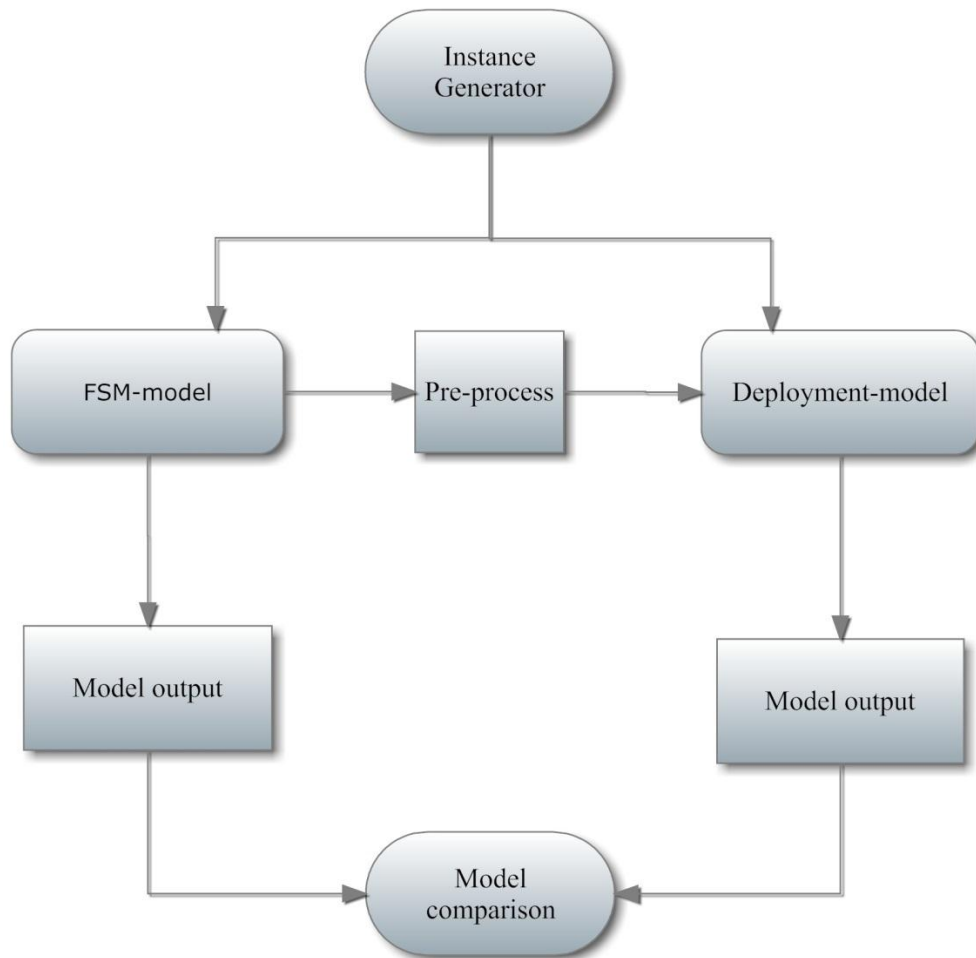 Instance
Generator
FSM-model
Pre-process
Deployment-model
Model output
Model output
Model
comparison